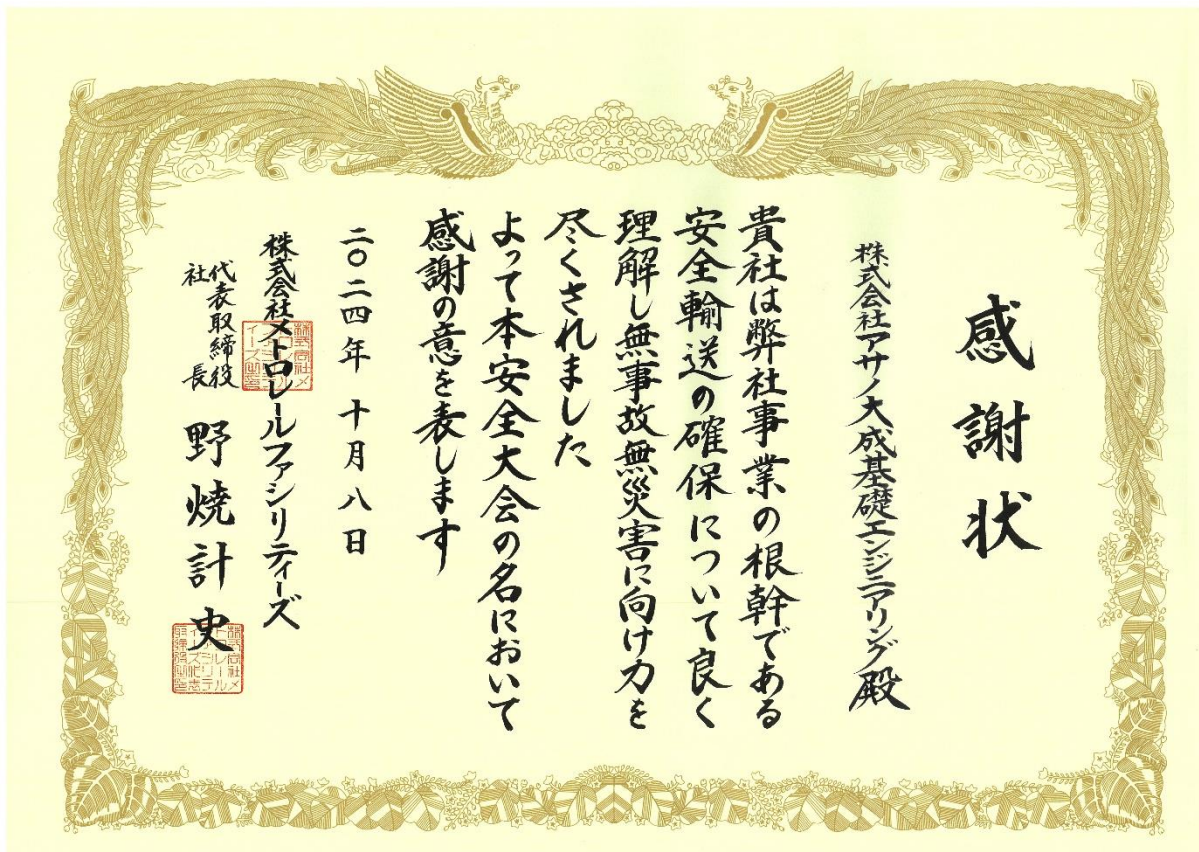 感謝状
株式会社アサノ大成基礎エンジニアリング殿
貴社は弊社事業の根幹である
安全輸送の確保について良く
理解し無事故無災害に向け力を
尽くされました
よって本安全大会の名において
感謝の意を表します
二〇二四年 十月 八日
株式会社メトロレールファシリティーズ
代表取締役
社長
野焼計史